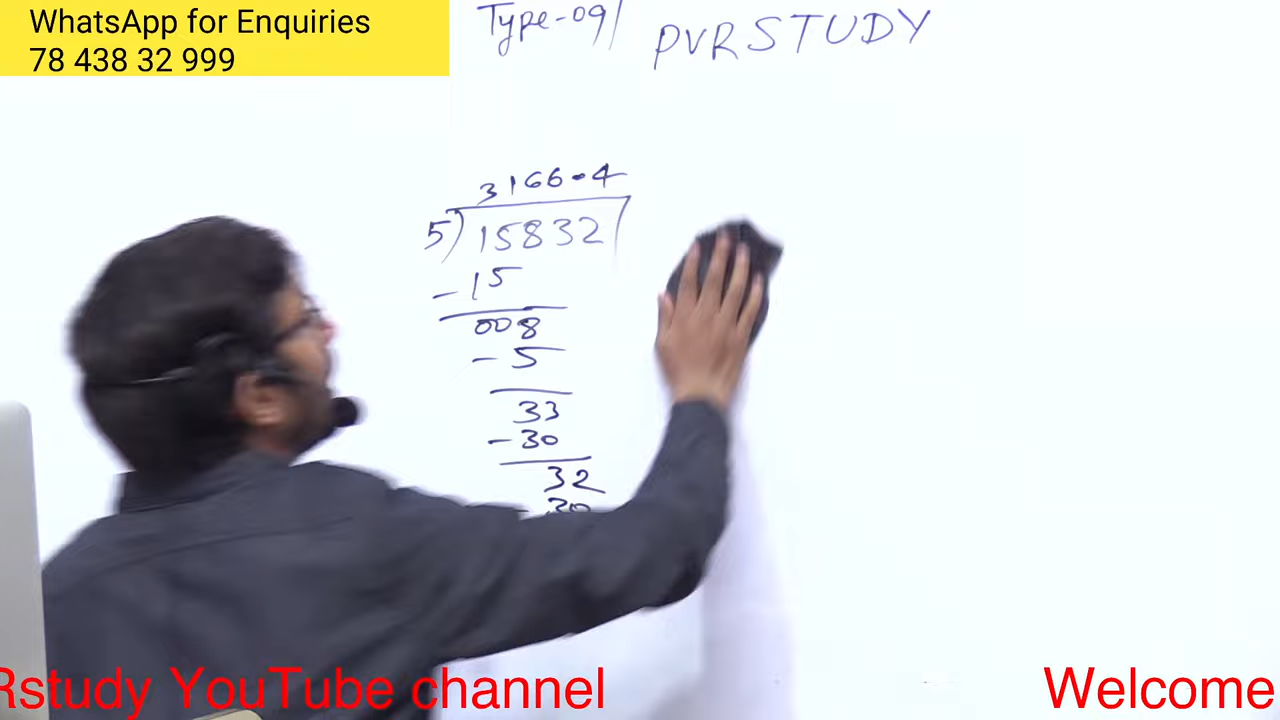 WhatsApp for Enquiries
78 438 32 999
Type-09
PVRSTUDY
3166.4
5) 15832
-15
008
-5
33
-30
32
-30
Rstudy YouTube channel
Welcome